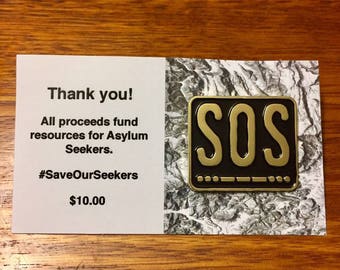 Thank you!
All proceeds fund
resources for Asylum
Seekers.
#SaveOurSeekers
$10.00
SOS
...---...